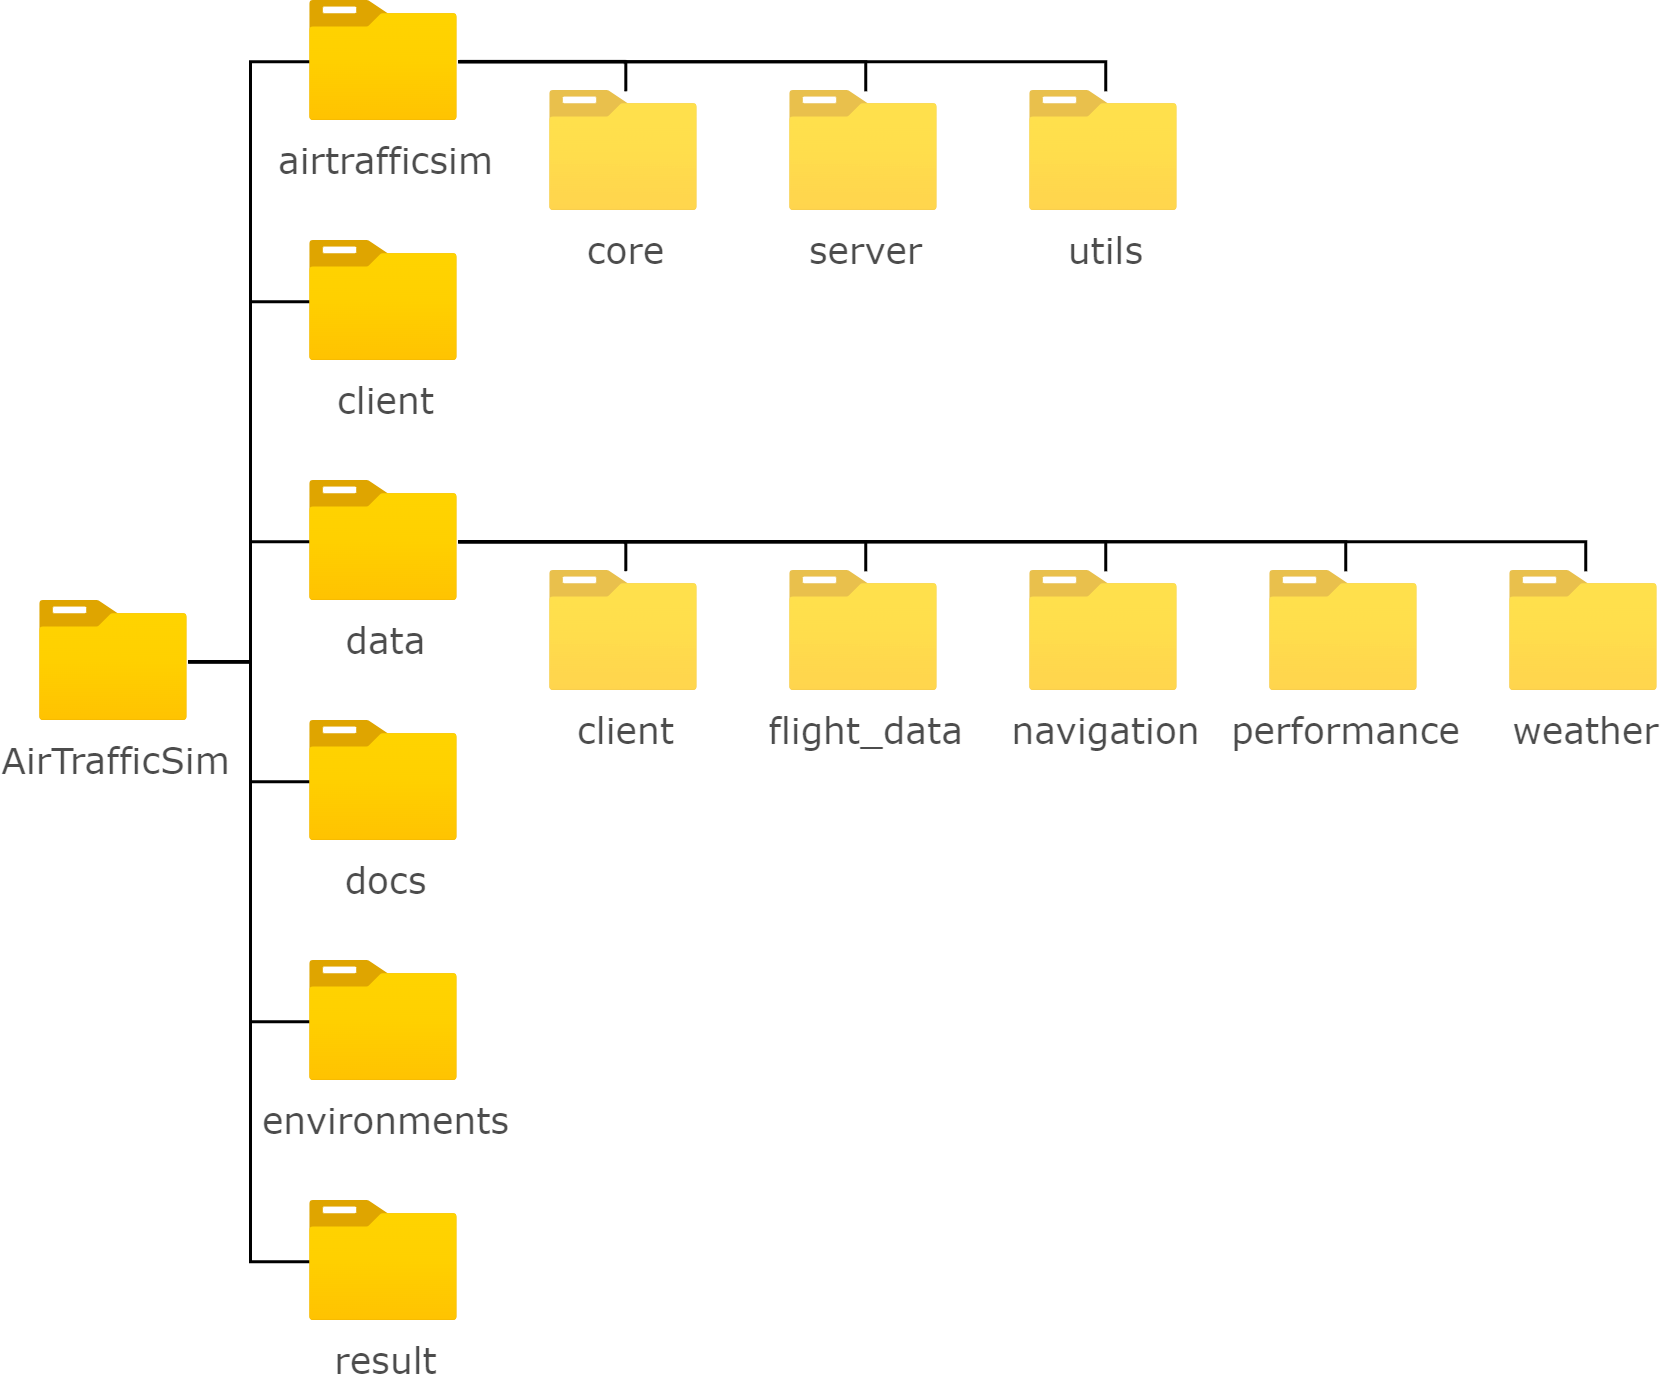 airtrafficsim
core
server
utils
client
data
client
flight_data
navigation
performance
weather
AirTrafficSim
docs
environments
result